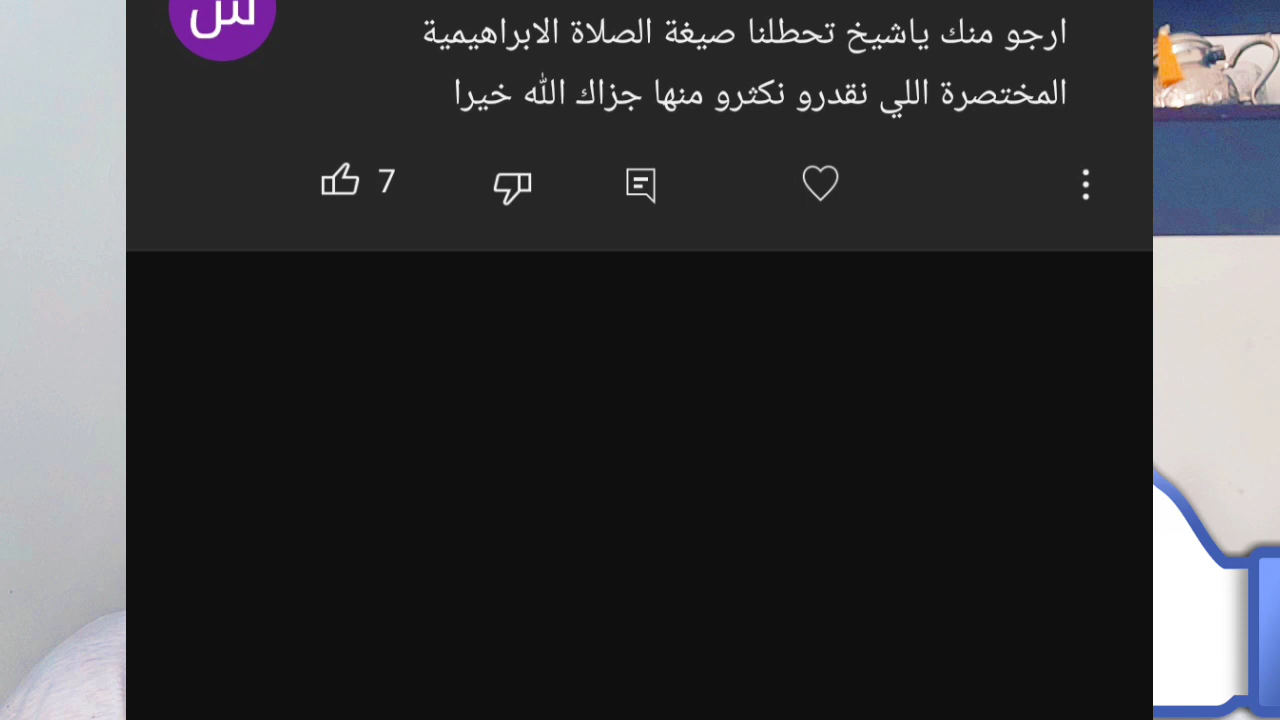 س
ارجو منك ياشيخ تحطلنا صيغة الصلاة الابراهيمية
المختصرة اللي نقدرو نكثرو منها جزاك الله خيرا
7